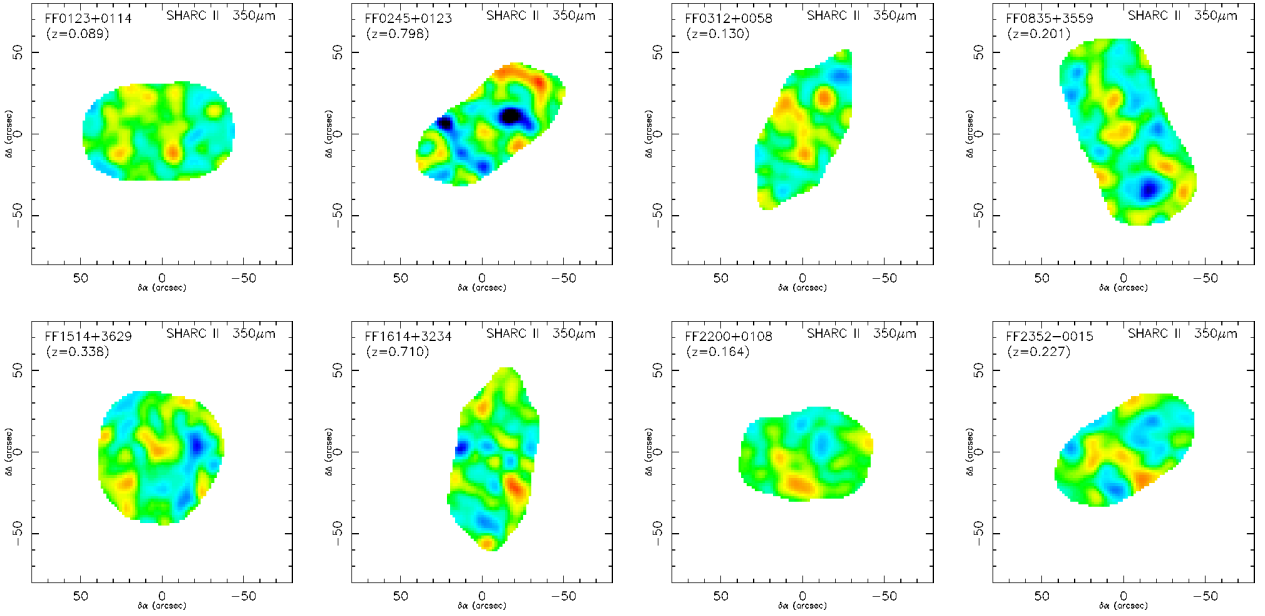 FF0123+0114 SHARC II 350μm
(z=0.089)
50
0
−50
δΔ (arcsec)
50 0 −50
δα (arcsec)
FF0245+0123 SHARC II 350μm
(z=0.798)
50
0
−50
δΔ (arcsec)
50 0 −50
δα (arcsec)
FF0312+0058 SHARC II 350μm
(z=0.130)
50
0
−50
δΔ (arcsec)
50 0 −50
δα (arcsec)
FF0835+3559 SHARC II 350μm
(z=0.201)
50
0
−50
δΔ (arcsec)
50 0 −50
δα (arcsec)
FF1514+3629 SHARC II 350μm
(z=0.338)
50
0
−50
δΔ (arcsec)
50 0 −50
δα (arcsec)
FF1614+3234 SHARC II 350μm
(z=0.710)
50
0
−50
δΔ (arcsec)
50 0 −50
δα (arcsec)
FF2200+0108 SHARC II 350μm
(z=0.164)
50
0
−50
δΔ (arcsec)
50 0 −50
δα (arcsec)
FF2352−0015 SHARC II 350μm
(z=0.227)
50
0
−50
δΔ (arcsec)
50 0 −50
δα (arcsec)